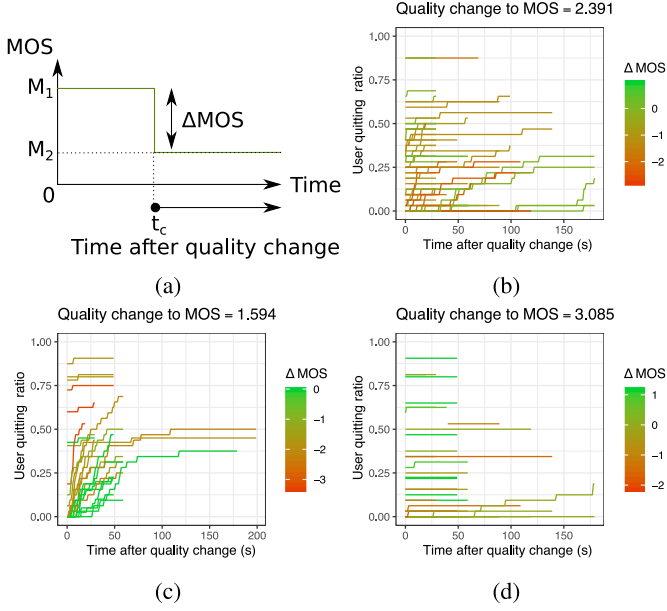 MOS
M1
ΔMOS
M2
0
Time
tc
Time after quality change
(a)
Quality change to MOS = 2.391
User quitting ratio
1.00
0.75
0.50
0.25
0.00
0 50 100 150
Time after quality change (s)
Δ MOS
1
0
−1
−2
(b)
Quality change to MOS = 1.594
User quitting ratio
1.00
0.75
0.50
0.25
0.00
0 50 100 150 200
Time after quality change (s)
Δ MOS
0
−1
−2
−3
(c)
Quality change to MOS = 3.085
User quitting ratio
1.00
0.75
0.50
0.25
0.00
0 50 100 150
Time after quality change (s)
Δ MOS
1
0
−1
−2
(d)